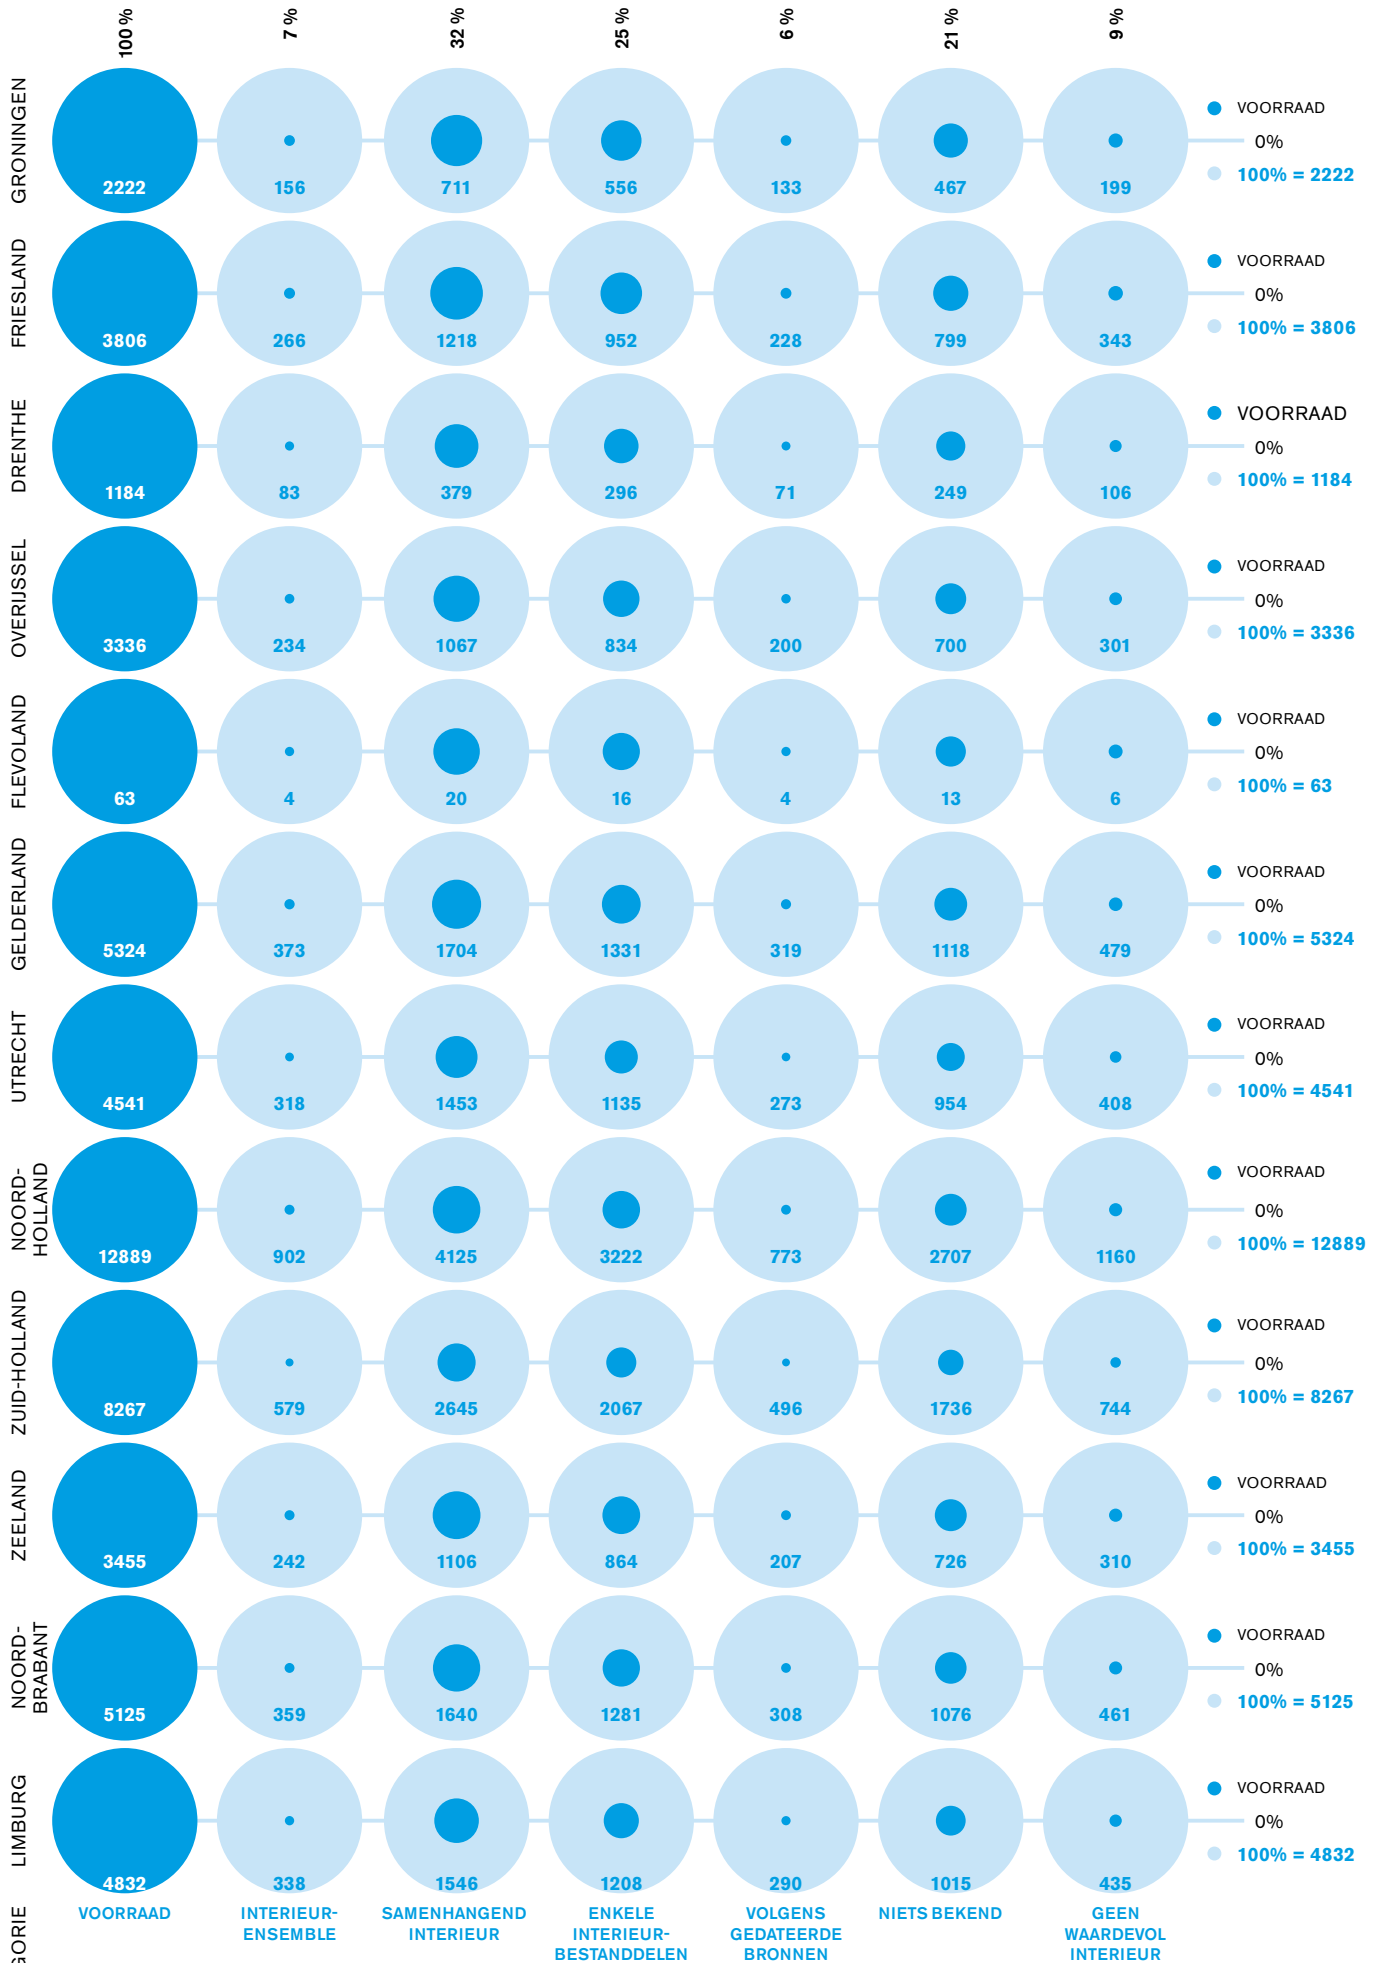 100 %
7 %
32 %
25 %
6 %
21 %
9 %
GRONINGEN
2222
156
711
556
133
467
199
VOORRAAD
0%
100% = 2222
FRIESLAND
3806
266
1218
952
228
799
343
VOORRAAD
0%
100% = 3806
DRENTHE
1184
83
379
296
71
249
106
VOORRAAD
0%
100% = 1184
OVERIJSSEL
3336
234
1067
834
200
700
301
VOORRAAD
0%
100% = 3336
FLEVOLAND
63
4
20
16
4
13
6
VOORRAAD
0%
100% = 63
GELDERLAND
5324
373
1704
1331
319
1118
479
VOORRAAD
0%
100% = 5324
UTRECHT
4541
318
1453
1135
273
954
408
VOORRAAD
0%
100% = 4541
NOORD-
HOLLAND
12889
902
4125
3222
773
2707
1160
VOORRAAD
0%
100% = 12889
ZUID-HOLLAND
8267
579
2645
2067
496
1736
744
VOORRAAD
0%
100% = 8267
ZEELAND
3455
242
1106
864
207
726
310
VOORRAAD
0%
100% = 3455
NOORD-
BRABANT
5125
359
1640
1281
308
1076
461
VOORRAAD
0%
100% = 5125
LIMBURG
4832
338
1546
1208
290
1015
435
VOORRAAD
0%
100% = 4832
VOORRAAD
INTERIEUR-
ENSEMBLE
SAMENHANGEND
INTERIEUR
ENKELE
INTERIEUR-
BESTANDDELEN
VOLGENS
GEDATEERDE
BRONNEN
NIETS BEKEND
GEEN
WAARDEVOL
INTERIEUR